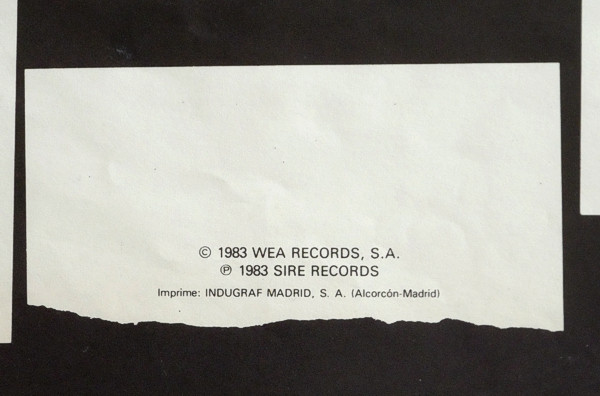 © 1983 WEA RECORDS, S.A.
℗ 1983 SIRE RECORDS
Imprime: INDUGRAF MADRID, S. A. (Alcorcón-Madrid)